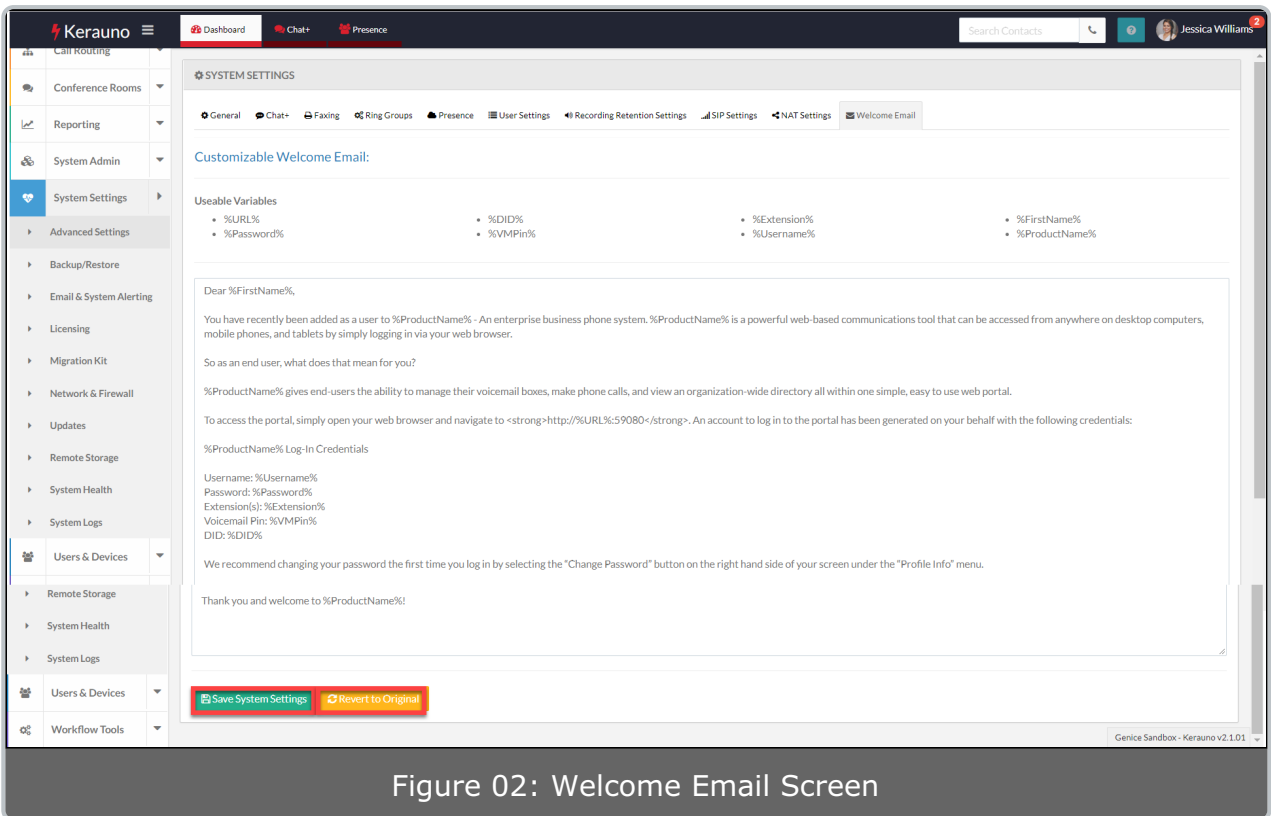 Kerauno
Dashboard
Chat+
Presence
Search Contacts
Jessica Williams
2
Call Routing
Conference Rooms
Reporting
System Admin
System Settings
Advanced Settings
Backup/Restore
Email & System Alerting
Licensing
Migration Kit
Network & Firewall
Updates
Remote Storage
System Health
System Logs
Users & Devices
Remote Storage
System Health
System Logs
Users & Devices
Workflow Tools
SYSTEM SETTINGS
General Chat+ Faxing Ring Groups Presence User Settings Recording Retention Settings SIP Settings NAT Settings Welcome Email
Customizable Welcome Email:
Useable Variables
• %URL% • %DID% • %Extension% • %FirstName%
• %Password% • %VMPin% • %Username% • %ProductName%
Dear %FirstName%,
You have recently been added as a user to %ProductName% - An enterprise business phone system. %ProductName% is a powerful web-based communications tool that can be accessed from anywhere on desktop computers,
mobile phones, and tablets by simply logging in via your web browser.
So as an end user, what does that mean for you?
%ProductName% gives end-users the ability to manage their voicemail boxes, make phone calls, and view an organization-wide directory all within one simple, easy to use web portal.
To access the portal, simply open your web browser and navigate to <strong>http://%URL%:59080</strong>. An account to log in to the portal has been generated on your behalf with the following credentials:
%ProductName% Log-In Credentials
Username: %Username%
Password: %Password%
Extension(s): %Extension%
Voicemail Pin: %VMPin%
DID: %DID%
We recommend changing your password the first time you log in by selecting the "Change Password" button on the right hand side of your screen under the "Profile Info" menu.
Thank you and welcome to %ProductName%!
Save System Settings
Revert to Original
Genice Sandbox - Kerauno v2.1.01
Figure 02: Welcome Email Screen